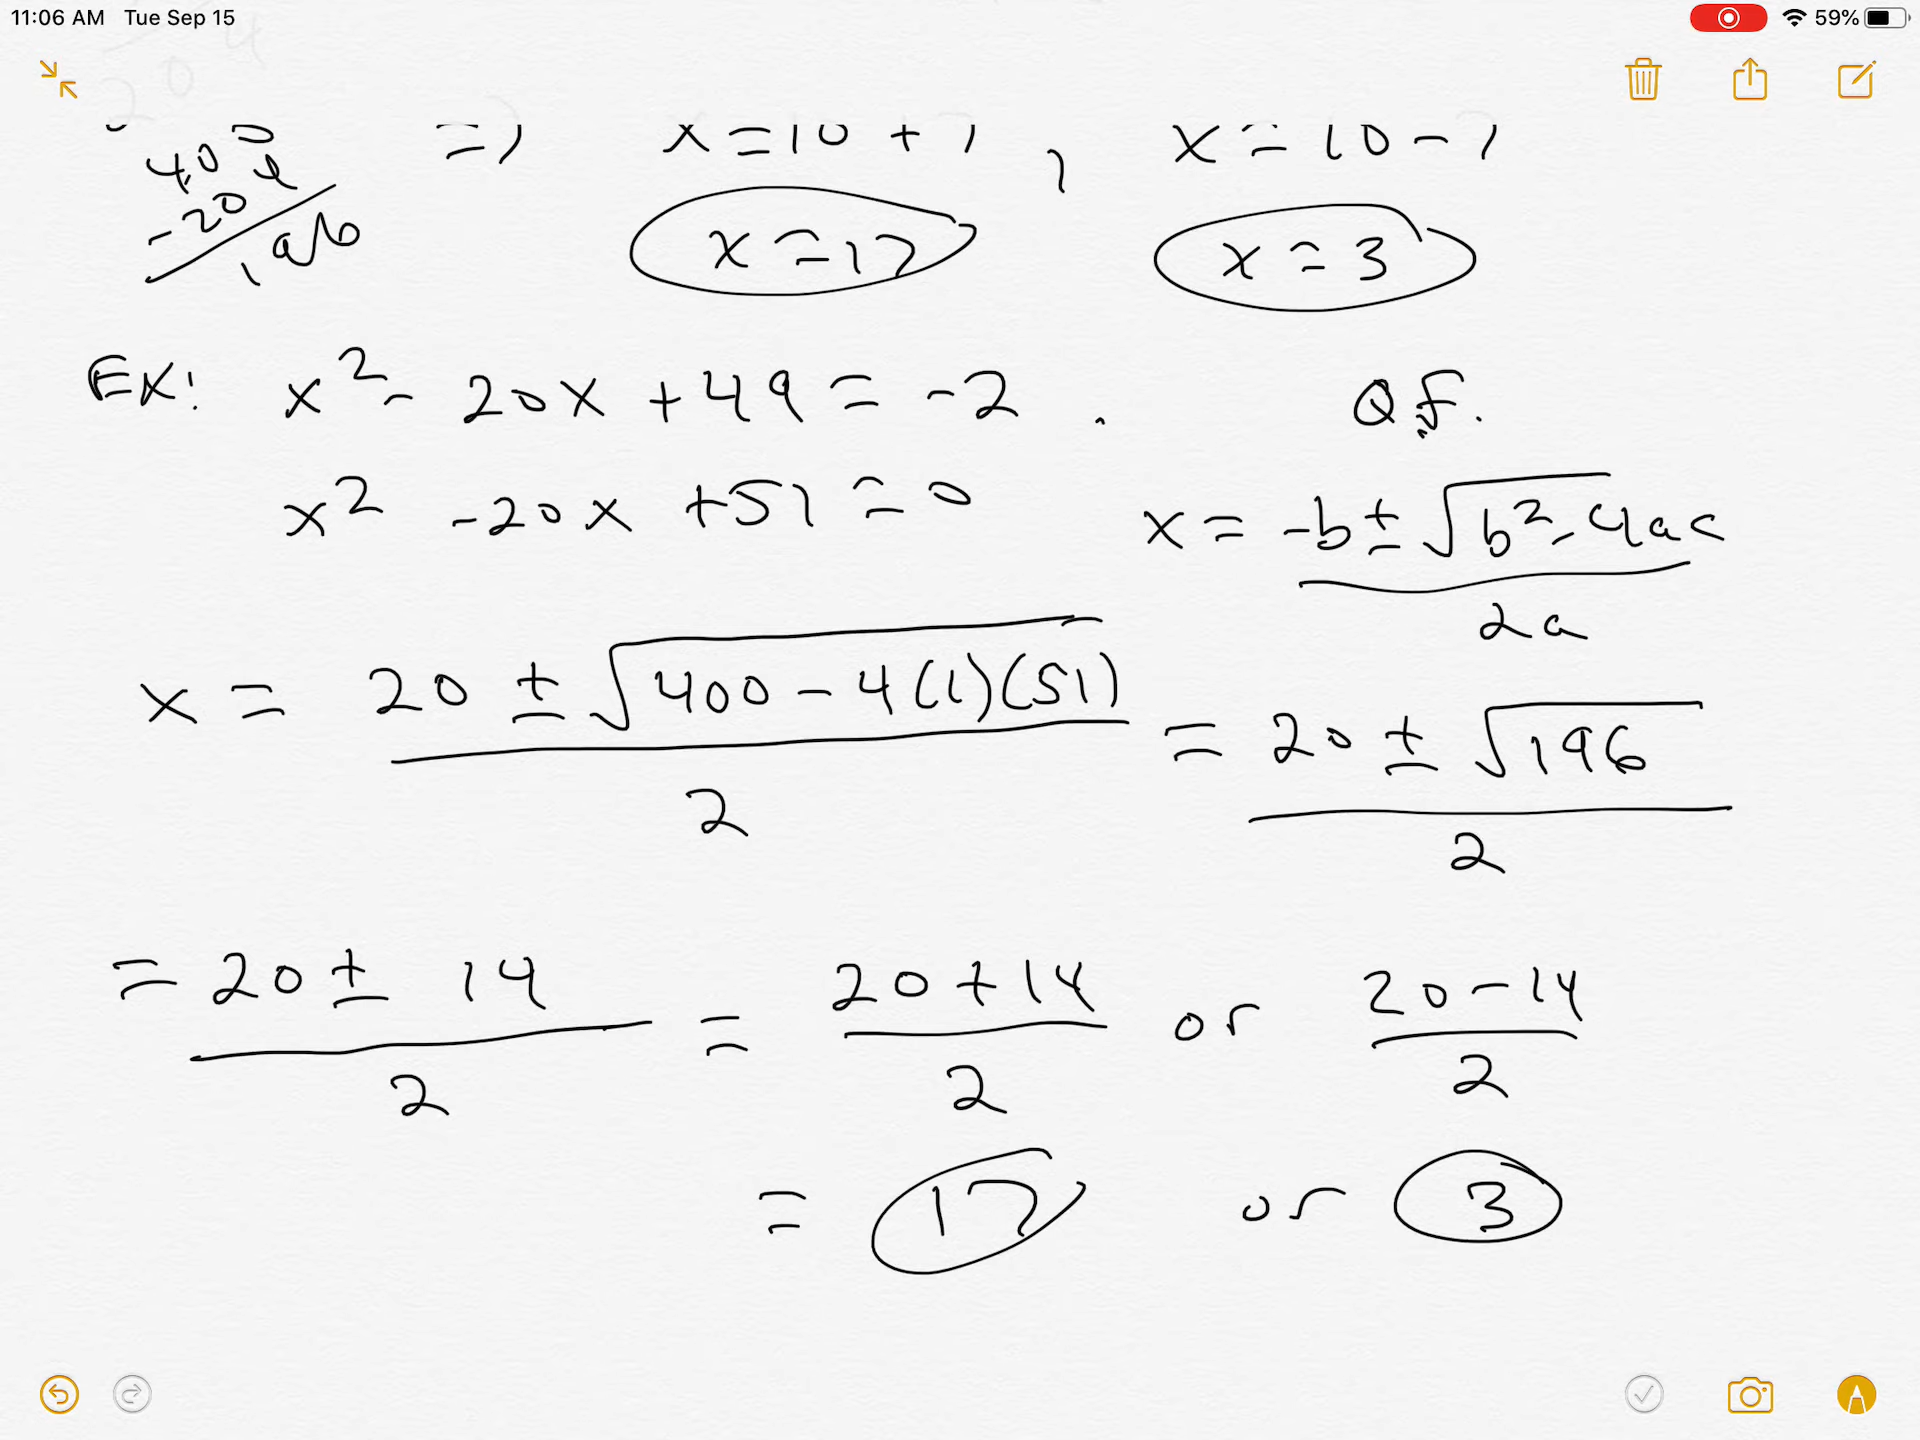 11:06 AM Tue Sep 15 59%
400
-204
196
=> x=10+7, x=10-7
x=17 x=3
EX: x²-20x+49=-2. QF.
x²-20x+51=0
x=-b±√b²-4ac
2a
x=20±√400-4(1)(51)
2
=20±√196
2
=20±14
2
=20+14
2
or 20-14
2
=17 or 3